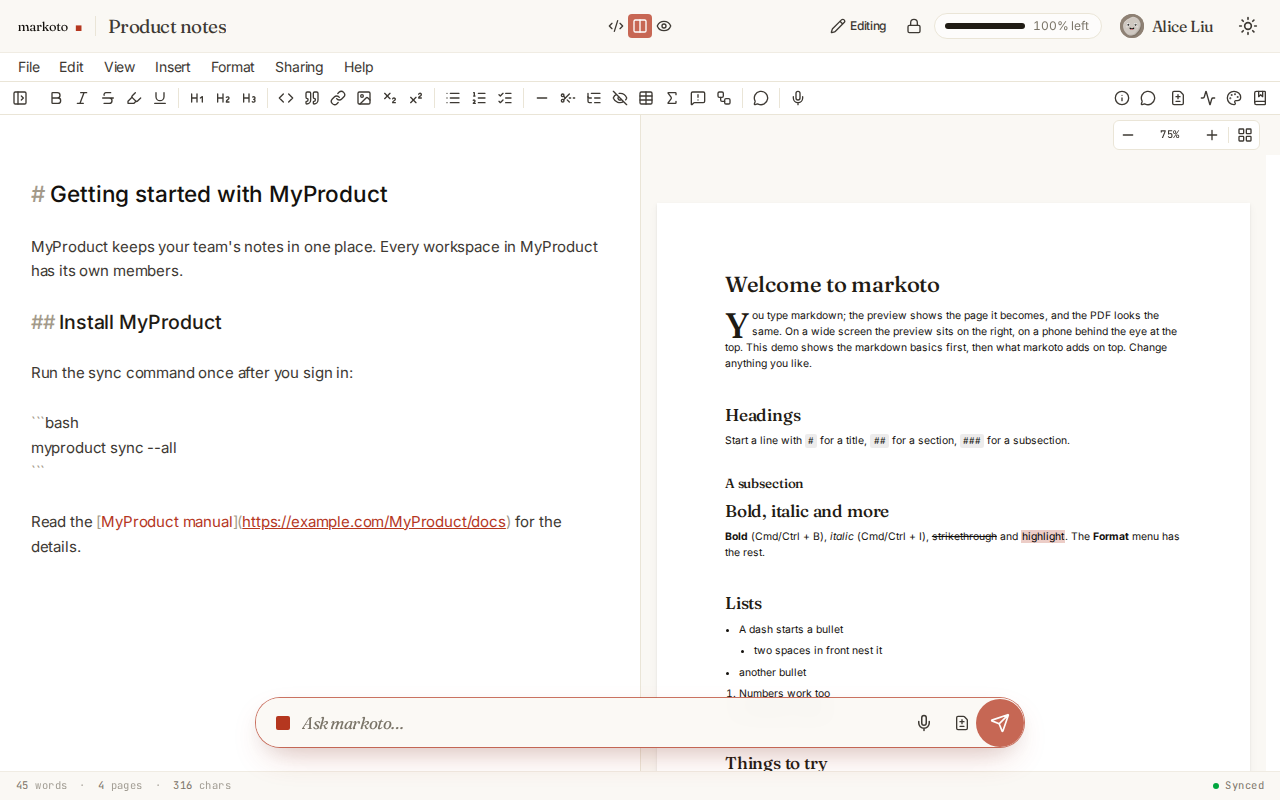 markoto
Product notes
Editing
100% left
Alice Liu
File Edit View Insert Format Sharing Help
B I S U H1 H2 H3
75%
# Getting started with MyProduct
MyProduct keeps your team's notes in one place. Every workspace in MyProduct
has its own members.
## Install MyProduct
Run the sync command once after you sign in:
```bash
myproduct sync --all
```
Read the [MyProduct manual](https://example.com/MyProduct/docs) for the
details.
Welcome to markoto
You type markdown; the preview shows the page it becomes, and the PDF looks the
same. On a wide screen the preview sits on the right, on a phone behind the eye at the
top. This demo shows the markdown basics first, then what markoto adds on top. Change
anything you like.
Headings
Start a line with # for a title, ## for a section, ### for a subsection.
A subsection
Bold, italic and more
Bold (Cmd/Ctrl + B), italic (Cmd/Ctrl + I), strikethrough and highlight. The Format menu has
the rest.
Lists
• A dash starts a bullet
• two spaces in front nest it
• another bullet
1. Numbers work too
Things to try
Ask markoto...
45 words · 4 pages · 316 chars
Synced